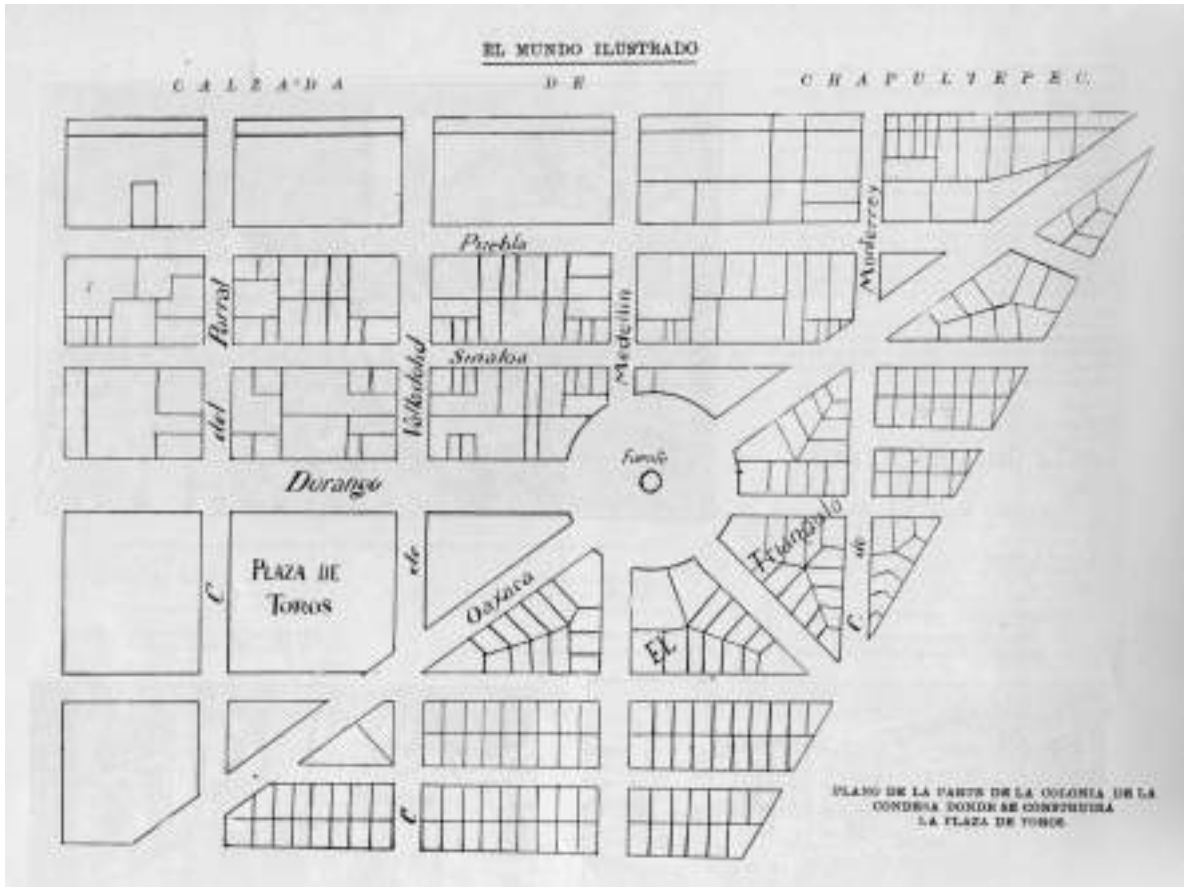 EL MUNDO ILUSTRADO
CALZADA DE CHAPULTEPEC.
Puebla
Monterrey
Parral
Medellin
Valladolid
Sinaloa
del
Fuente
Durango
Triangulo
de
de
PLAZA DE
TOROS
Oaxaca
C
C
EL
C
PLANO DE LA PARTE DE LA COLONIA DE LA
CONDESA DONDE SE CONSTRUIRA
LA PLAZA DE TOROS